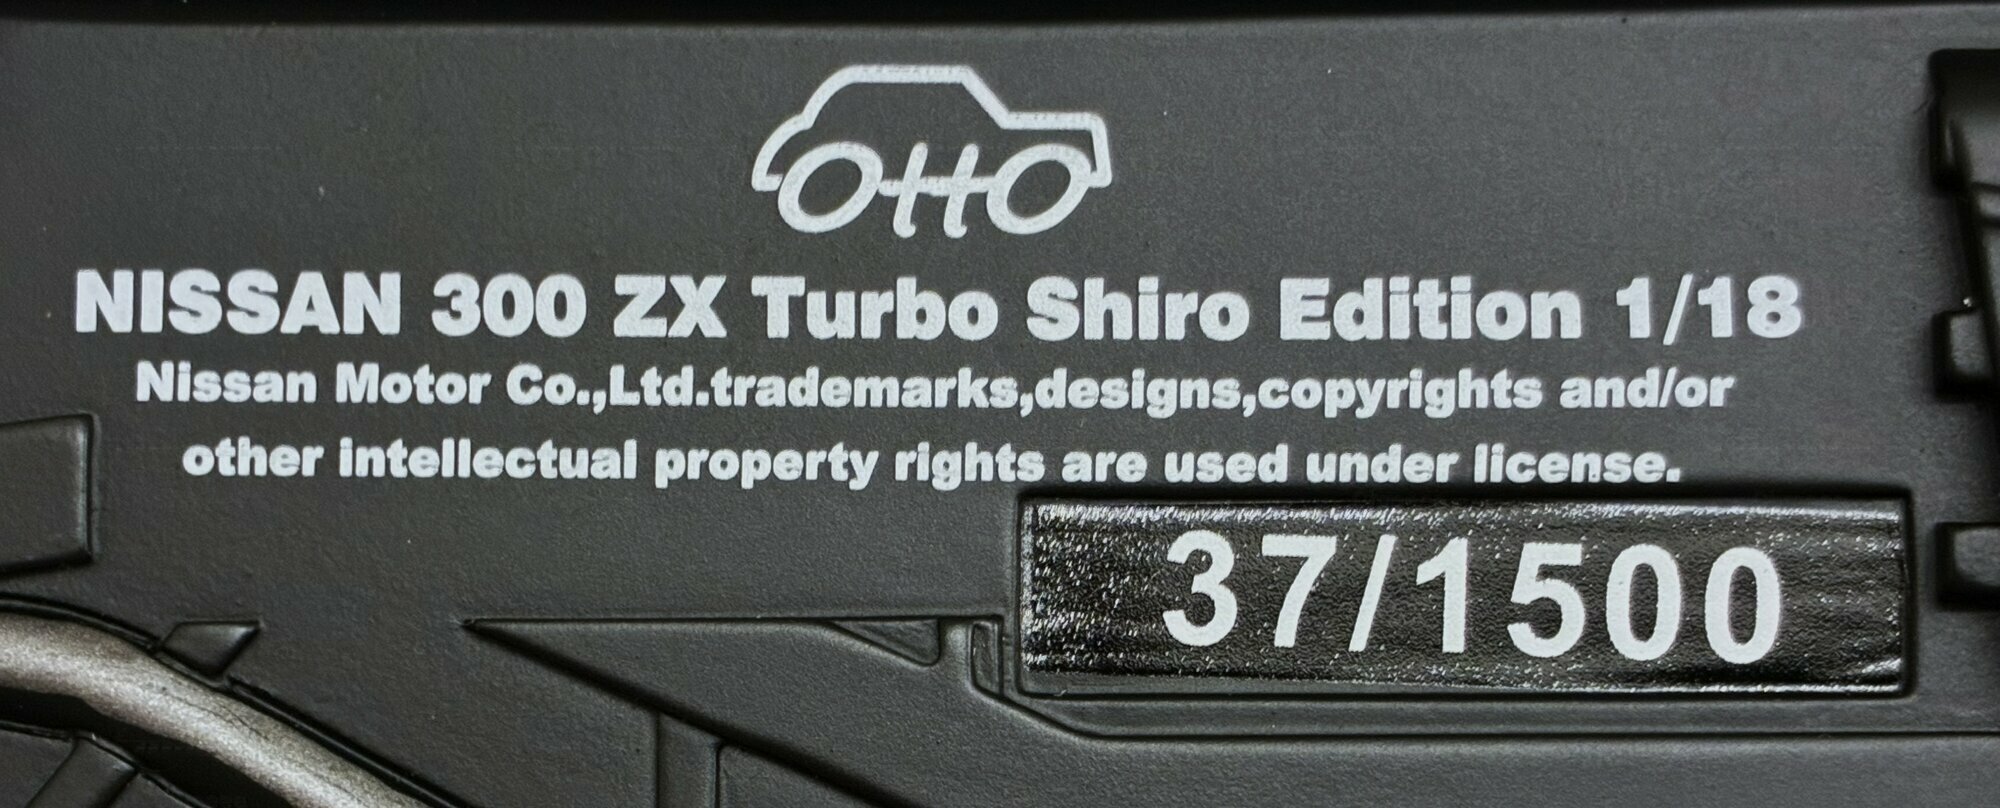 OttO
NISSAN 300 ZX Turbo Shiro Edition 1/18
Nissan Motor Co.,Ltd.trademarks,designs,copyrights and/or
other intellectual property rights are used under license.
37/1500